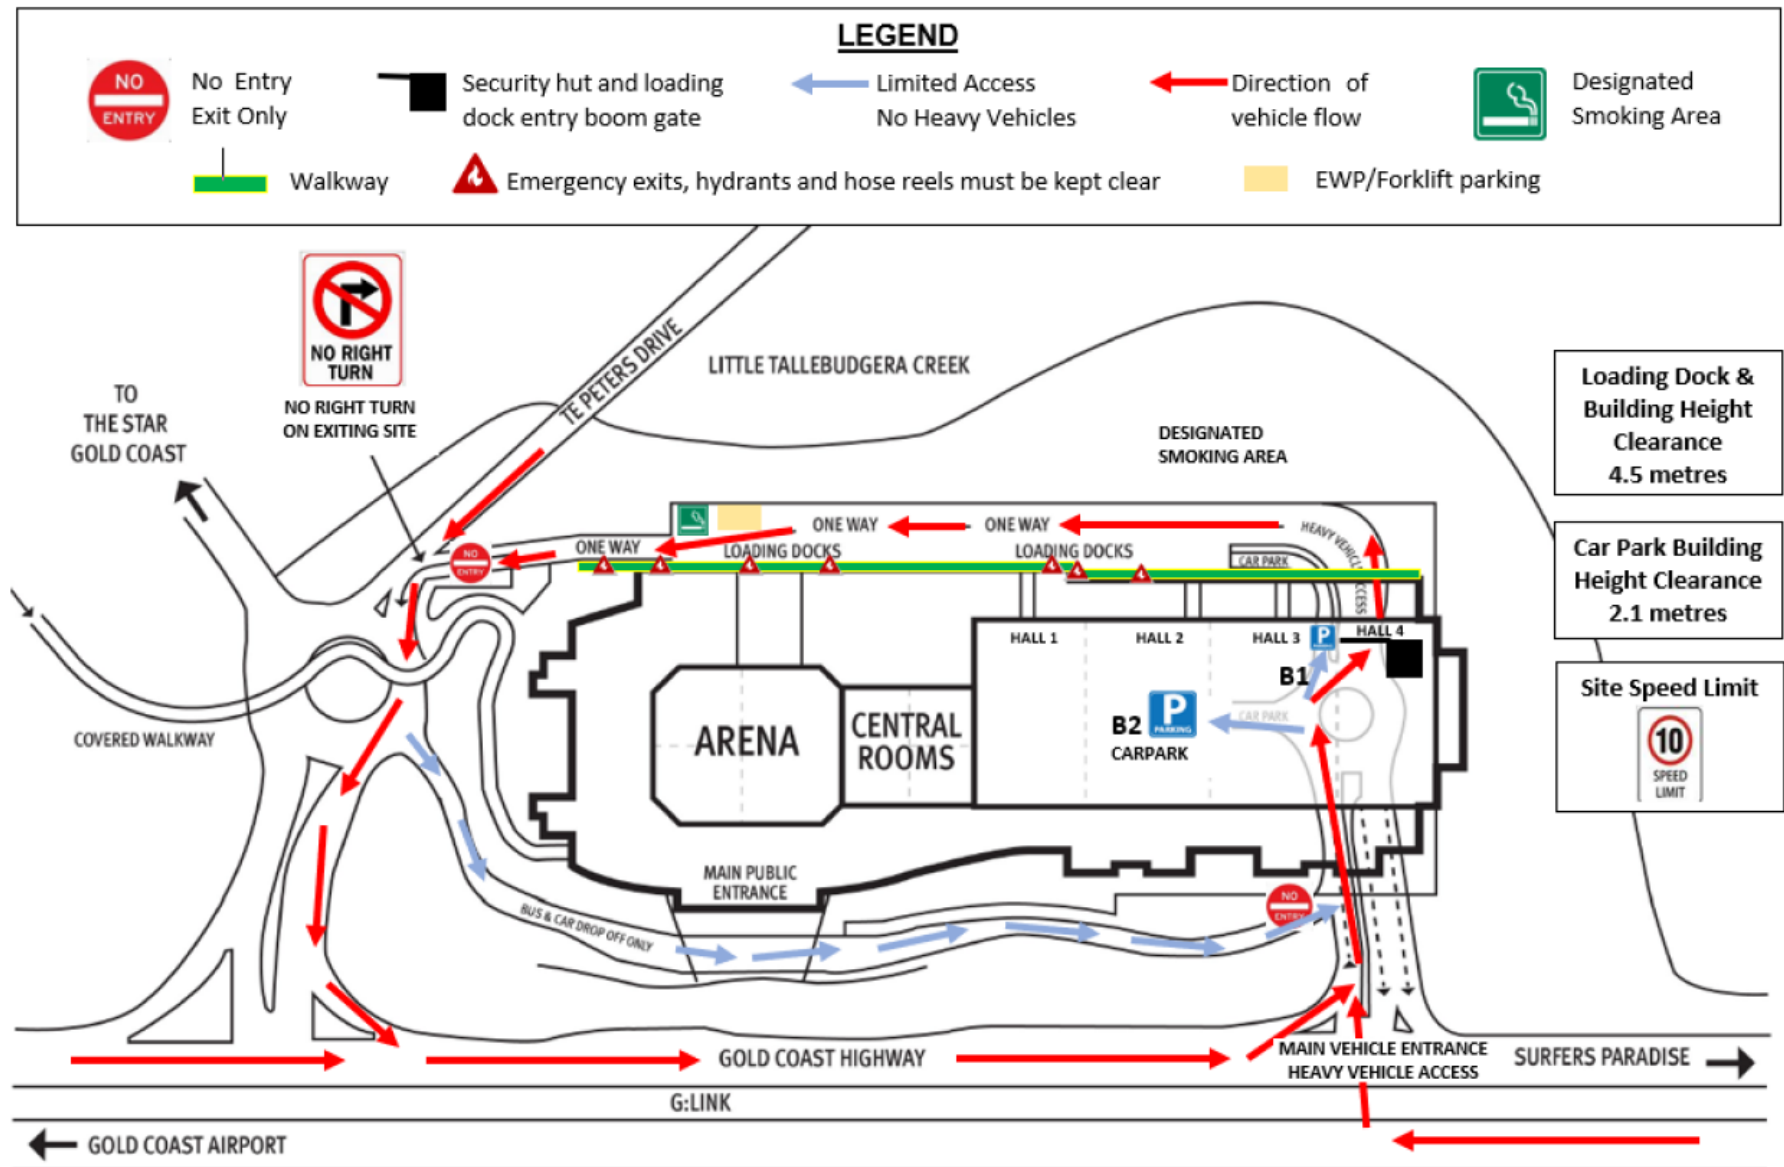 LEGEND
NO
ENTRY
No Entry
Exit Only
Security hut and loading
dock entry boom gate
Limited Access
No Heavy Vehicles
Direction of
vehicle flow
Designated
Smoking Area
Walkway
Emergency exits, hydrants and hose reels must be kept clear
EWP/Forklift parking
NO RIGHT
TURN
NO RIGHT TURN
ON EXITING SITE
TO
THE STAR
GOLD COAST
TE PETERS DRIVE
LITTLE TALLEBUDGERA CREEK
DESIGNATED
SMOKING AREA
Loading Dock &
Building Height
Clearance
4.5 metres
Car Park Building
Height Clearance
2.1 metres
Site Speed Limit
10
SPEED
LIMIT
ONE WAY
ONE WAY
ONE WAY
HEAVY VEHICLE ACCESS
NO
ENTRY
LOADING DOCKS
LOADING DOCKS
CAR PARK
HALL 1
HALL 2
HALL 3
P
HALL 4
B1
B2
P
PARKING
CARPARK
CAR PARK
ARENA
CENTRAL
ROOMS
COVERED WALKWAY
MAIN PUBLIC
ENTRANCE
BUS & CAR DROP OFF ONLY
NO
ENTRY
GOLD COAST HIGHWAY
MAIN VEHICLE ENTRANCE
HEAVY VEHICLE ACCESS
SURFERS PARADISE
G:LINK
GOLD COAST AIRPORT